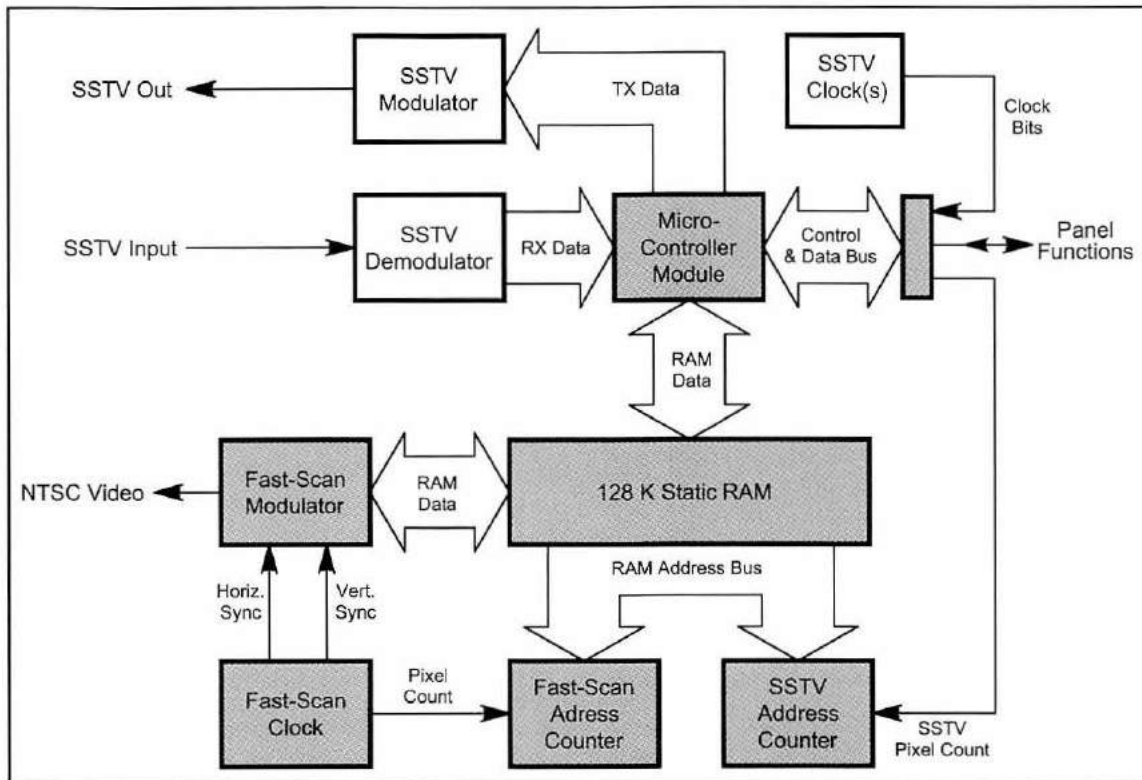 SSTV Out
SSTV
Modulator
TX Data
SSTV
Clock(s)
Clock
Bits
SSTV Input
SSTV
Demodulator
RX Data
Micro-
Controller
Module
Control
& Data Bus
Panel
Functions
RAM
Data
NTSC Video
Fast-Scan
Modulator
RAM
Data
128 K Static RAM
RAM Address Bus
Horiz.
Sync
Vert.
Sync
Fast-Scan
Clock
Pixel
Count
Fast-Scan
Adress
Counter
SSTV
Address
Counter
SSTV
Pixel Count